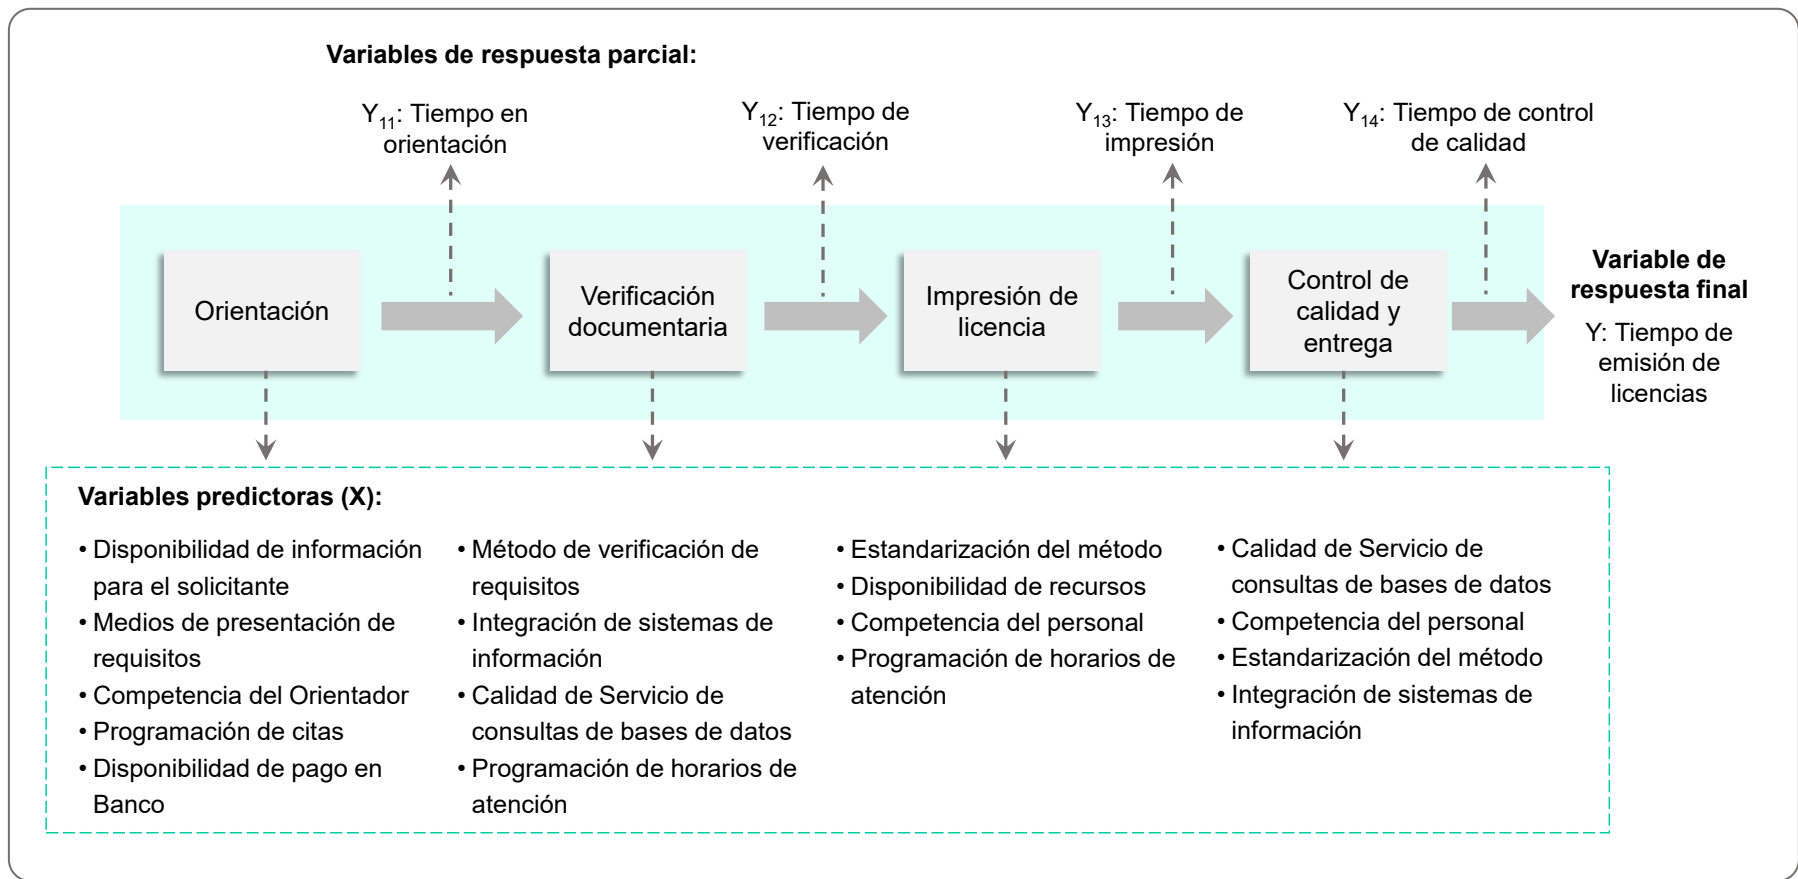 Variables de respuesta parcial:
Y11: Tiempo en
orientación
Y12: Tiempo de
verificación
Y13: Tiempo de
impresión
Y14: Tiempo de control
de calidad
Orientación
Verificación
documentaria
Impresión de
licencia
Control de
calidad y
entrega
Variable de
respuesta final
Y: Tiempo de
emisión de
licencias
Variables predictoras (X):
• Disponibilidad de información
para el solicitante
• Medios de presentación de
requisitos
• Competencia del Orientador
• Programación de citas
• Disponibilidad de pago en
Banco
• Método de verificación de
requisitos
• Integración de sistemas de
información
• Calidad de Servicio de
consultas de bases de datos
• Programación de horarios de
atención
• Estandarización del método
• Disponibilidad de recursos
• Competencia del personal
• Programación de horarios de
atención
• Calidad de Servicio de
consultas de bases de datos
• Competencia del personal
• Estandarización del método
• Integración de sistemas de
información